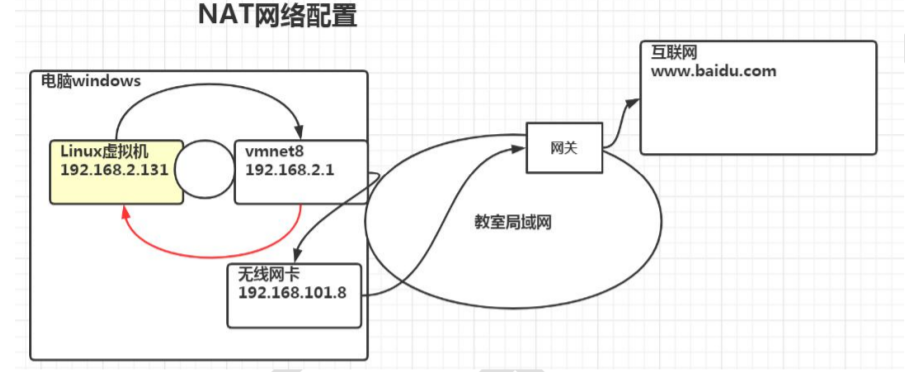 NAT网络配置
电脑windows
Linux虚拟机
192.168.2.131
vmnet8
192.168.2.1
无线网卡
192.168.101.8
教室局域网
网关
互联网
www.baidu.com